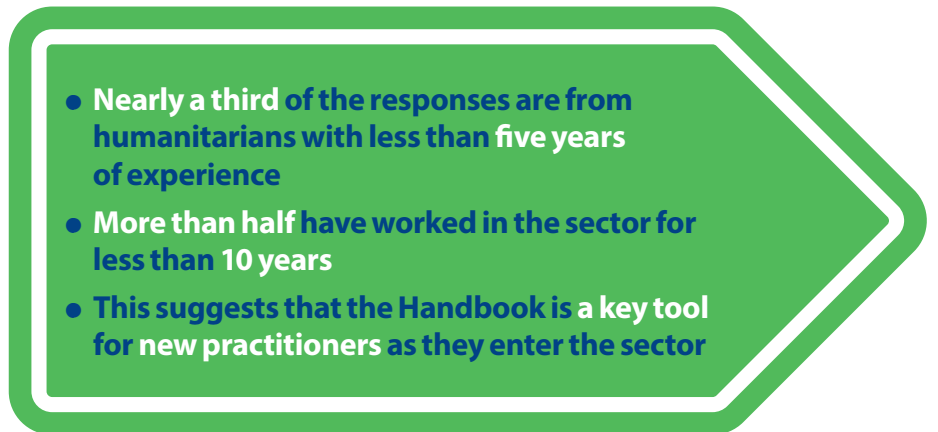 ● Nearly a third of the responses are from
humanitarians with less than five years
of experience
● More than half have worked in the sector for
less than 10 years
● This suggests that the Handbook is a key tool
for new practitioners as they enter the sector